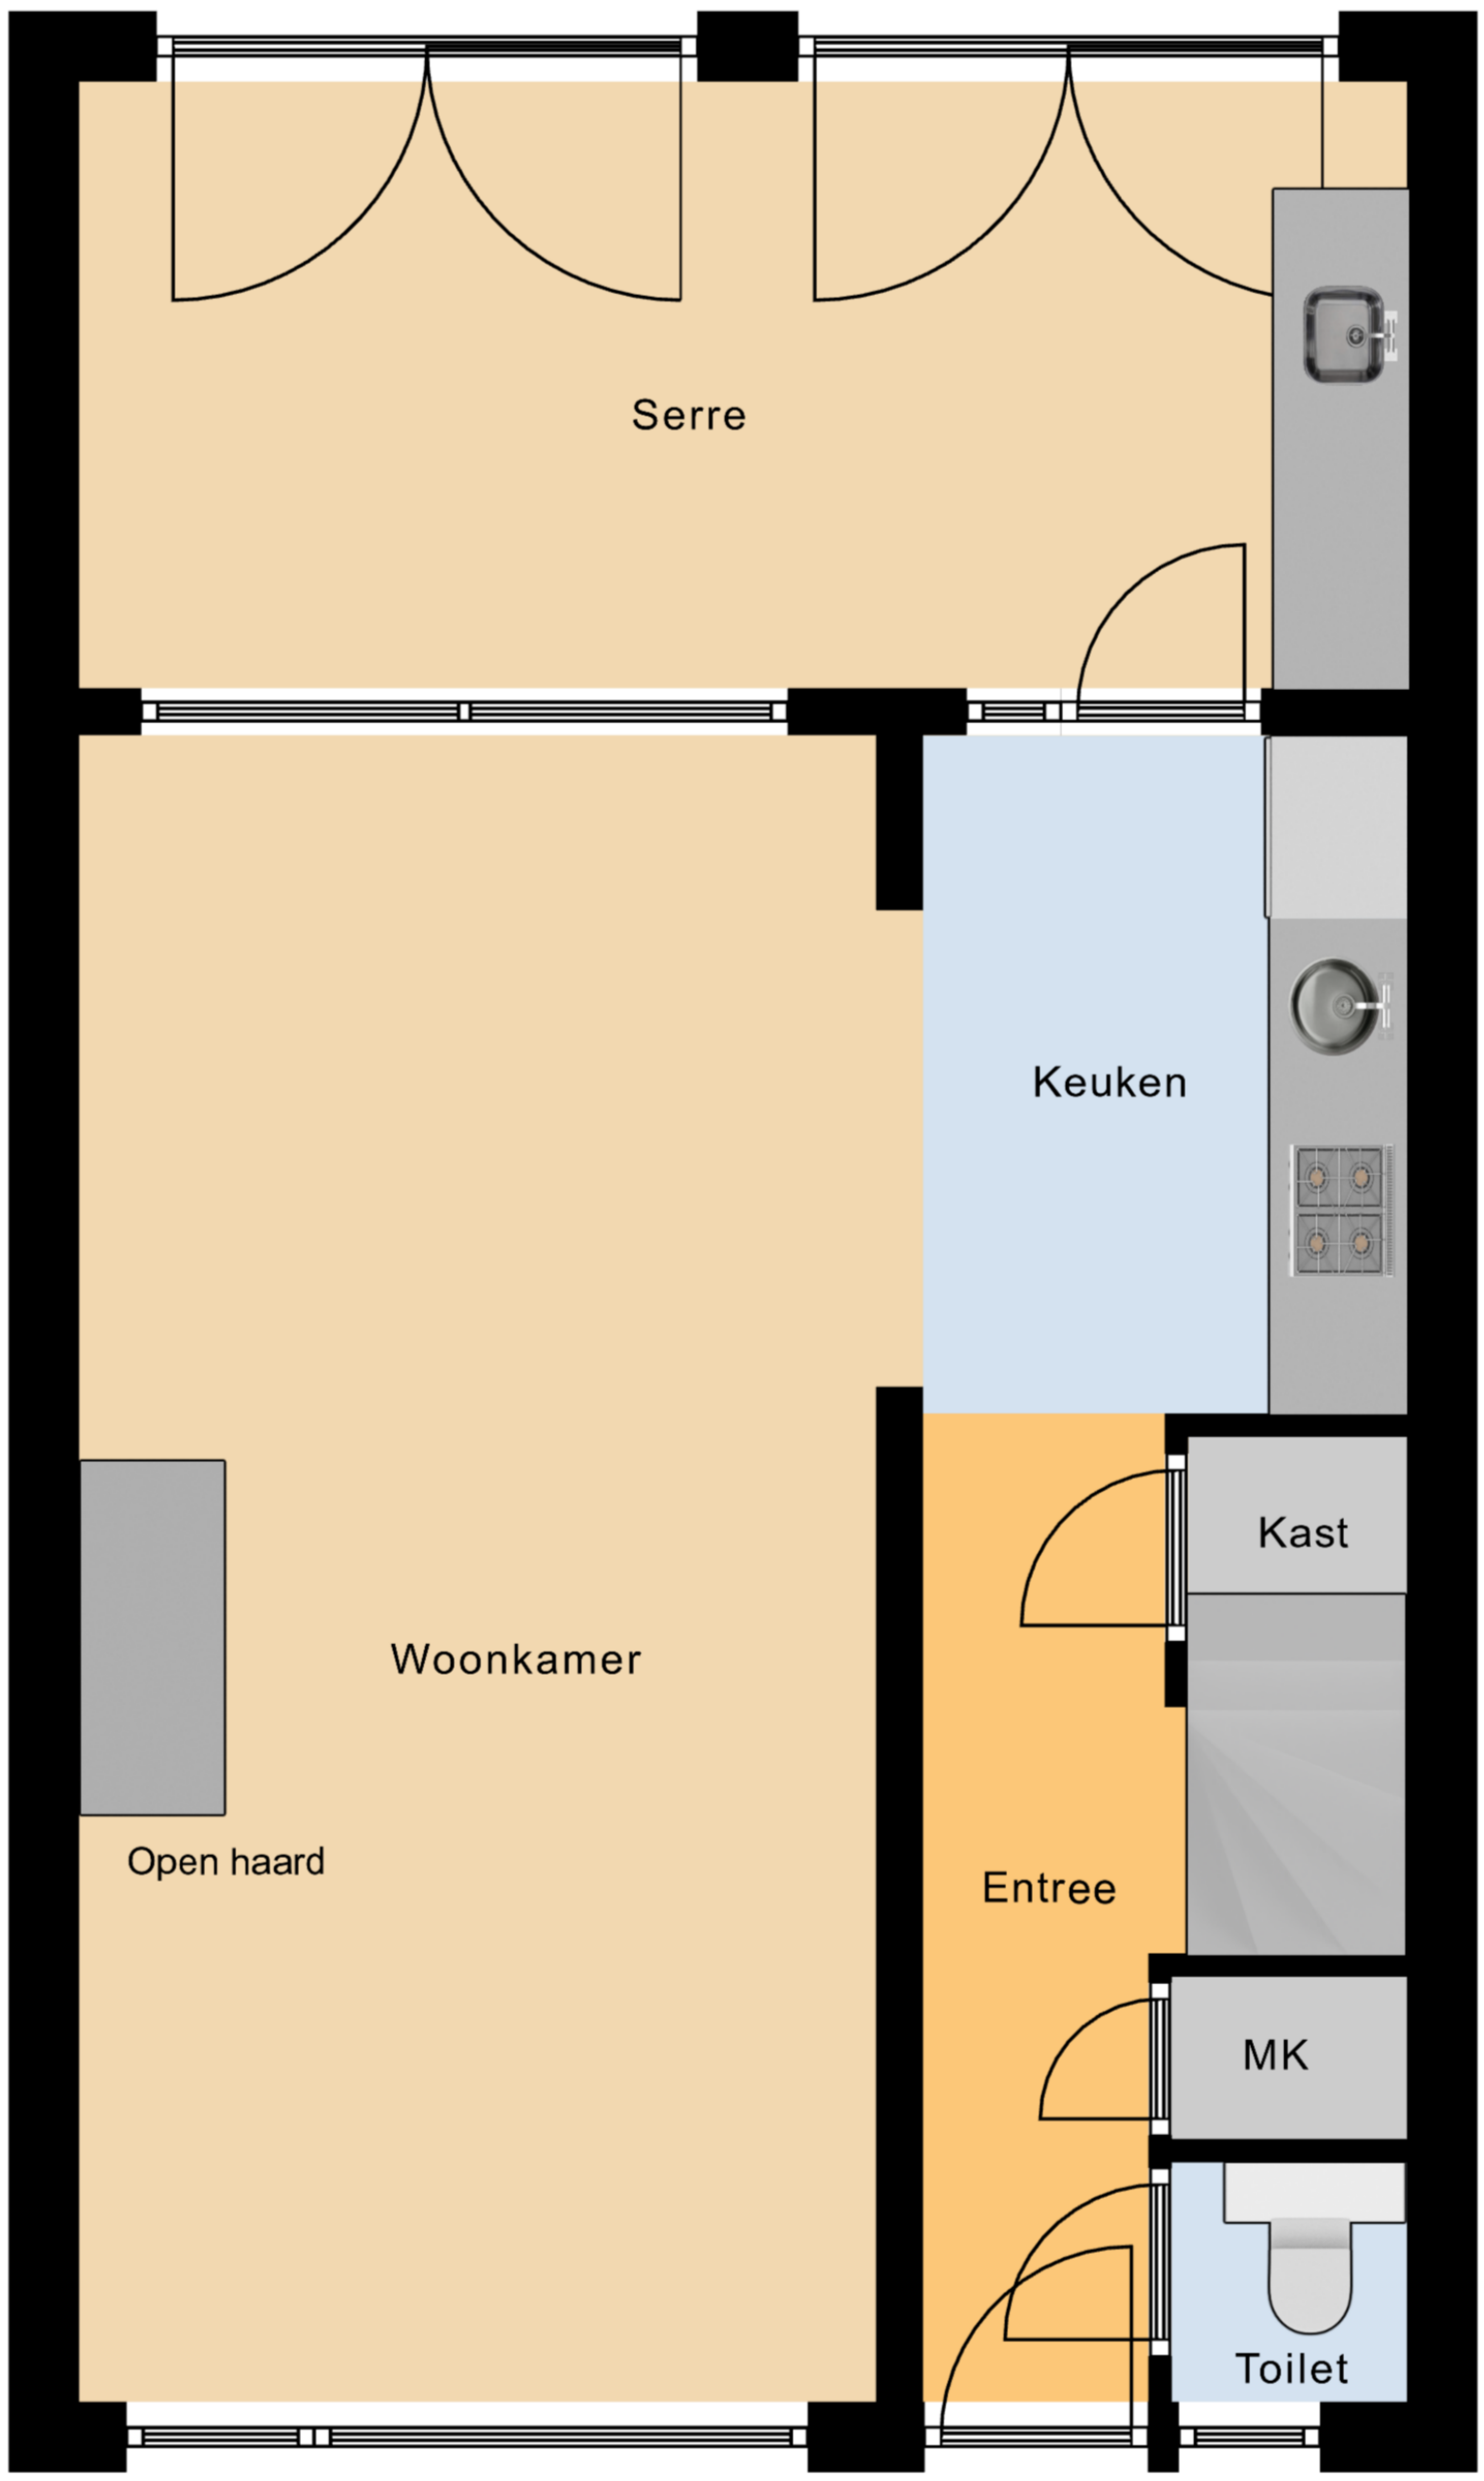 Serre
Keuken
Kast
Woonkamer
Open haard
Entree
MK
Toilet